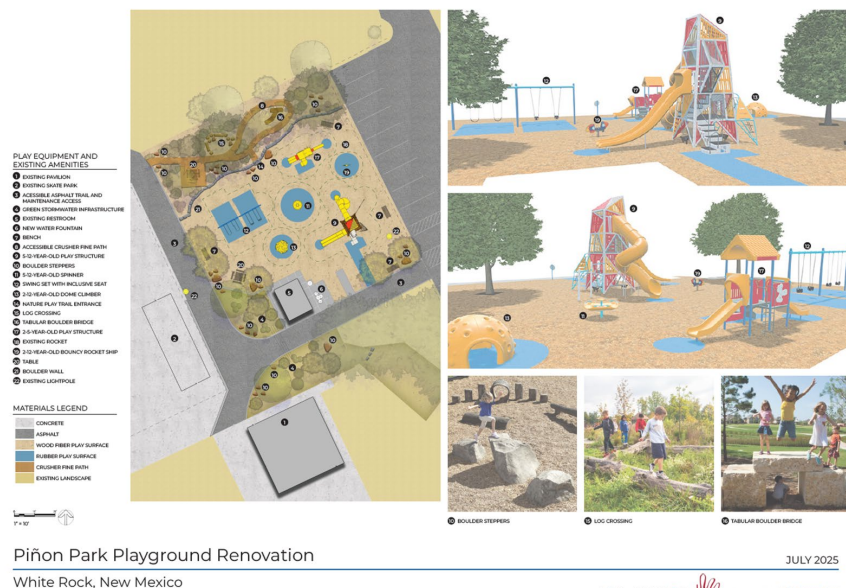 PLAY EQUIPMENT AND
EXISTING AMENITIES
1 EXISTING PAVILION
2 EXISTING SKATE PARK
3 ACESSIBLE ASPHALT TRAIL AND
MAINTENANCE ACCESS
4 GREEN STORMWATER INFRASTRUCTURE
5 EXISTING RESTROOM
6 NEW WATER FOUNTAIN
7 BENCH
8 ACCESSIBLE CRUSHER FINE PATH
9 5-12-YEAR-OLD PLAY STRUCTURE
10 BOULDER STEPPERS
11 5-12-YEAR-OLD SPINNER
12 SWING SET WITH INCLUSIVE SEAT
13 2-12-YEAR-OLD DOME CLIMBER
14 NATURE PLAY TRAIL ENTRANCE
15 LOG CROSSING
16 TABULAR BOULDER BRIDGE
17 2-5-YEAR-OLD PLAY STRUCTURE
18 EXISTING ROCKET
19 2-12-YEAR-OLD BOUNCY ROCKET SHIP
20 TABLE
21 BOULDER WALL
22 EXISTING LIGHTPOLE
MATERIALS LEGEND
CONCRETE
ASPHALT
WOOD FIBER PLAY SURFACE
RUBBER PLAY SURFACE
CRUSHER FINE PATH
EXISTING LANDSCAPE
1" = 10'
10 BOULDER STEPPERS
15 LOG CROSSING
16 TABULAR BOULDER BRIDGE
Piñon Park Playground Renovation
JULY 2025
White Rock, New Mexico